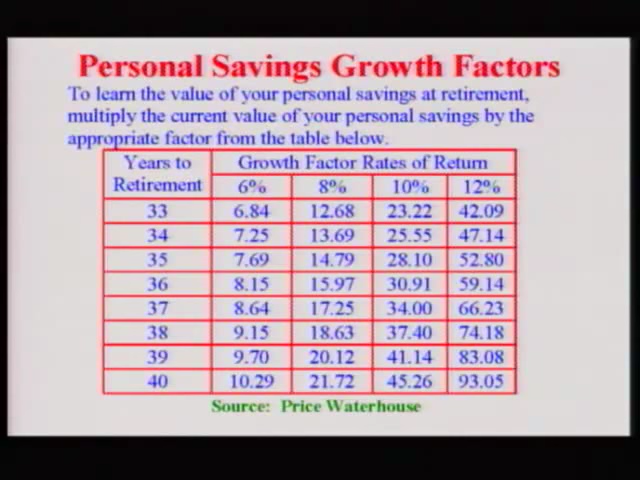 Personal Savings Growth Factors
To learn the value of your personal savings at retirement,
multiply the current value of your personal savings by the
appropriate factor from the table below.
Years to Retirement Growth Factor Rates of Return
6% 8% 10% 12%
33 6.84 12.68 23.22 42.09
34 7.25 13.69 25.55 47.14
35 7.69 14.79 28.10 52.80
36 8.15 15.97 30.91 59.14
37 8.64 17.25 34.00 66.23
38 9.15 18.63 37.40 74.18
39 9.70 20.12 41.14 83.08
40 10.29 21.72 45.26 93.05
Source: Price Waterhouse